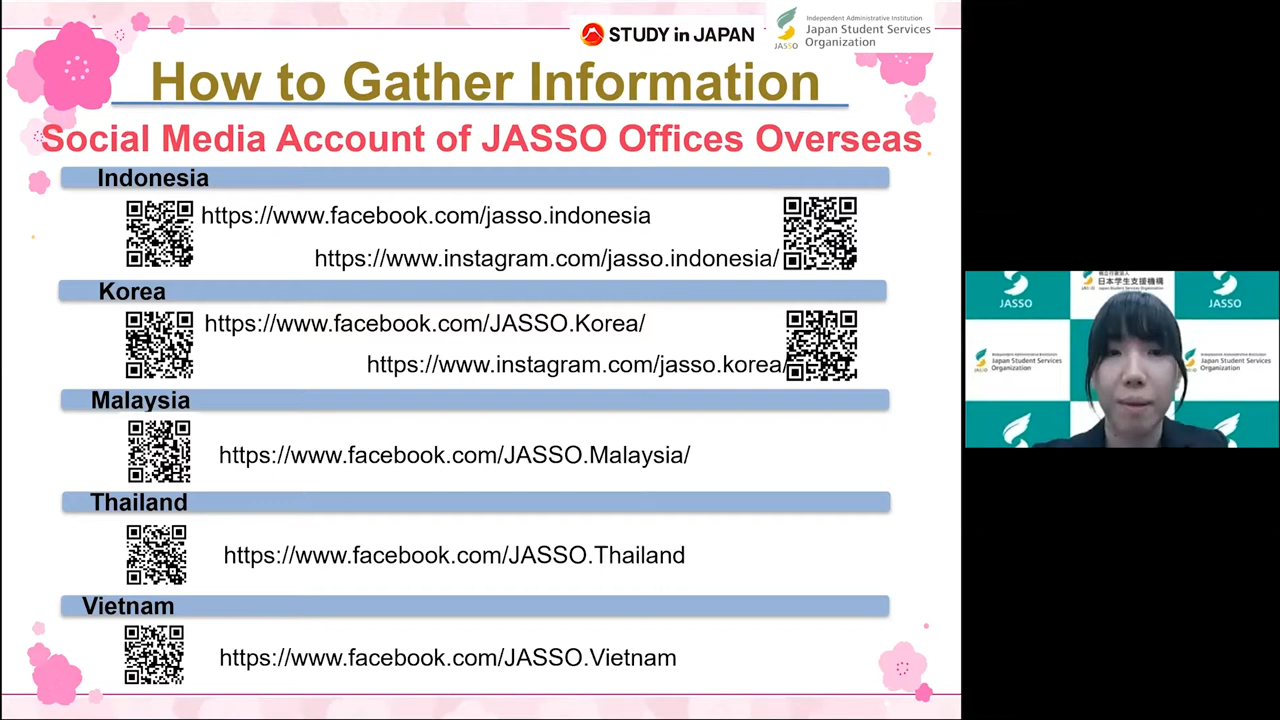 STUDY in JAPAN
Independent Administrative Institution
Japan Student Services
Organization
JASSO
How to Gather Information
Social Media Account of JASSO Offices Overseas
Indonesia
https://www.facebook.com/jasso.indonesia
https://www.instagram.com/jasso.indonesia/
Korea
https://www.facebook.com/JASSO.Korea/
https://www.instagram.com/jasso.korea/
Malaysia
https://www.facebook.com/JASSO.Malaysia/
Thailand
https://www.facebook.com/JASSO.Thailand
Vietnam
https://www.facebook.com/JASSO.Vietnam
JASSO
日本学生支援機構
Japan Student Services Organization
JASSO
Japan Student Services
Organization
Japan Student Services
Organization